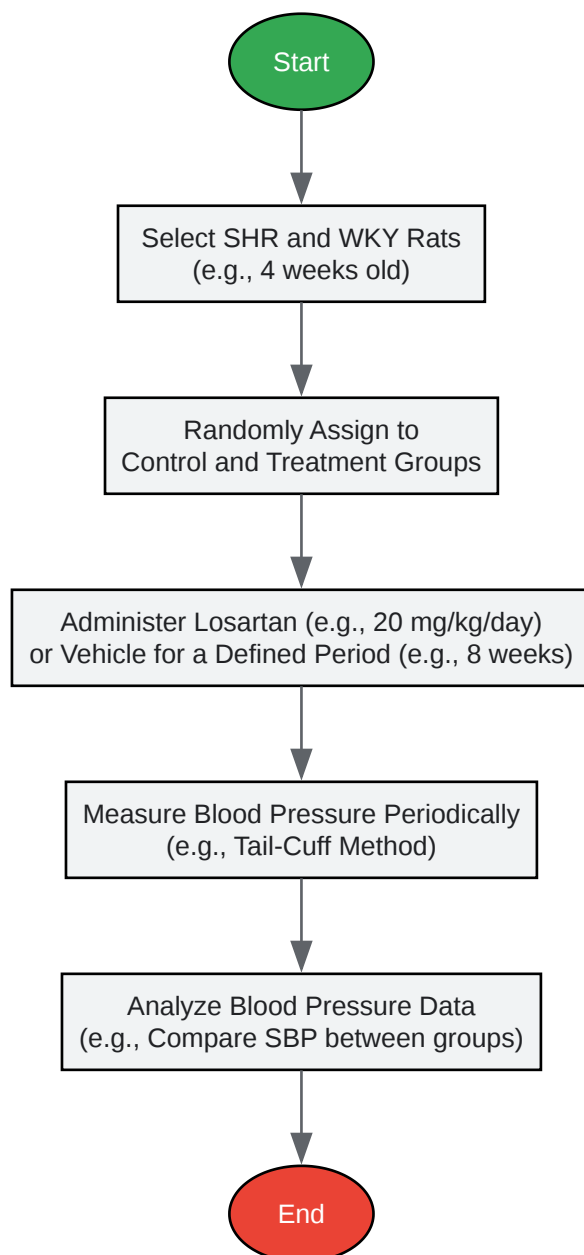 Start
Select SHR and WKY Rats
(e.g., 4 weeks old)
Randomly Assign to
Control and Treatment Groups
Administer Losartan (e.g., 20 mg/kg/day)
or Vehicle for a Defined Period (e.g., 8 weeks)
Measure Blood Pressure Periodically
(e.g., Tail-Cuff Method)
Analyze Blood Pressure Data
(e.g., Compare SBP between groups)
End